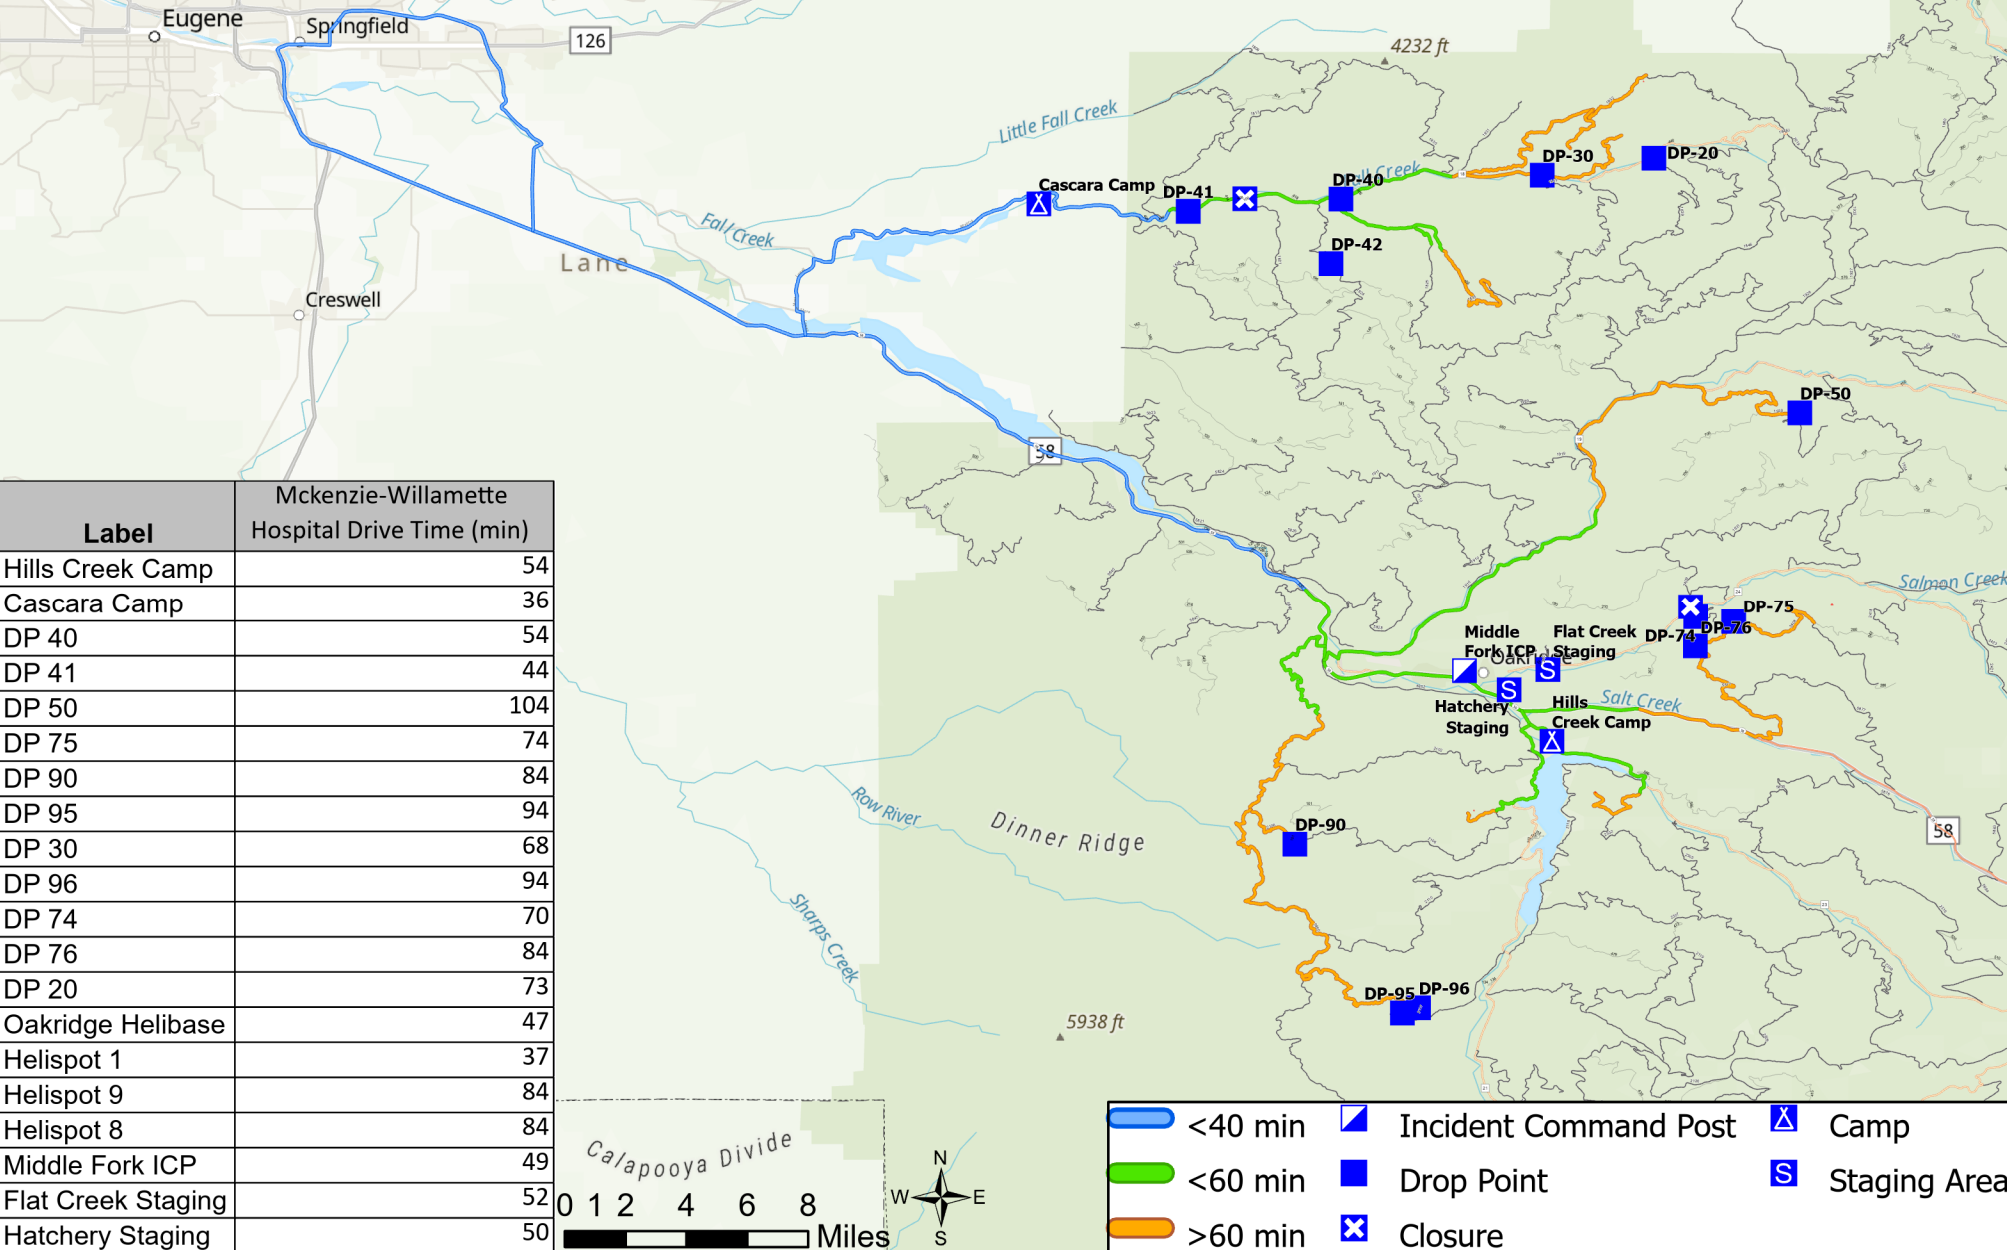 Eugene
Springfield
126
4232 ft
Little Fall Creek
Cascara Camp
DP-41
DP-40
Fall Creek
DP-30
DP-20
DP-42
Fall Creek
Lane
Creswell
58
DP-50
Salmon Creek
DP-75
DP-76
DP-74
Middle
Fork ICP
Oakridge
Flat Creek
Staging
Salt Creek
Hatchery
Staging
Hills
Creek Camp
58
Row River
Dinner Ridge
DP-90
Sharps Creek
DP-95
DP-96
5938 ft
Calapooya Divide
Label Mckenzie-Willamette
Hospital Drive Time (min)
Hills Creek Camp 54
Cascara Camp 36
DP 40 54
DP 41 44
DP 50 104
DP 75 74
DP 90 84
DP 95 94
DP 30 68
DP 96 94
DP 74 70
DP 76 84
DP 20 73
Oakridge Helibase 47
Helispot 1 37
Helispot 9 84
Helispot 8 84
Middle Fork ICP 49
Flat Creek Staging 52
Hatchery Staging 50
0 1 2 4 6 8
Miles
N
W E
S
<40 min Incident Command Post Camp
<60 min Drop Point S Staging Area
>60 min Closure